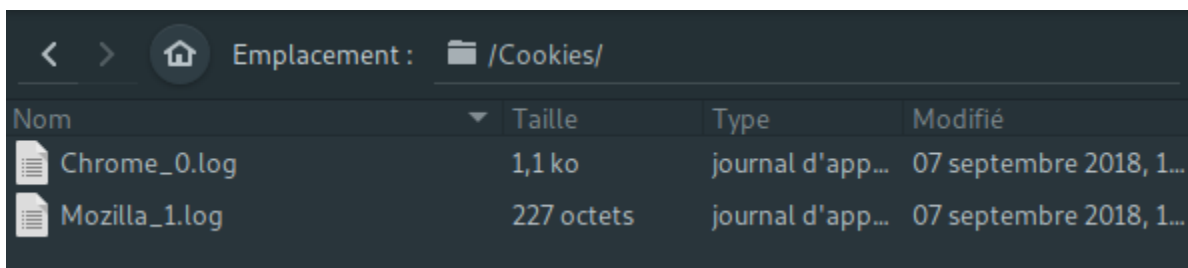 Emplacement : /Cookies/
Nom Taille Type Modifié
Chrome_0.log 1,1 ko journal d'app... 07 septembre 2018, 1...
Mozilla_1.log 227 octets journal d'app... 07 septembre 2018, 1...